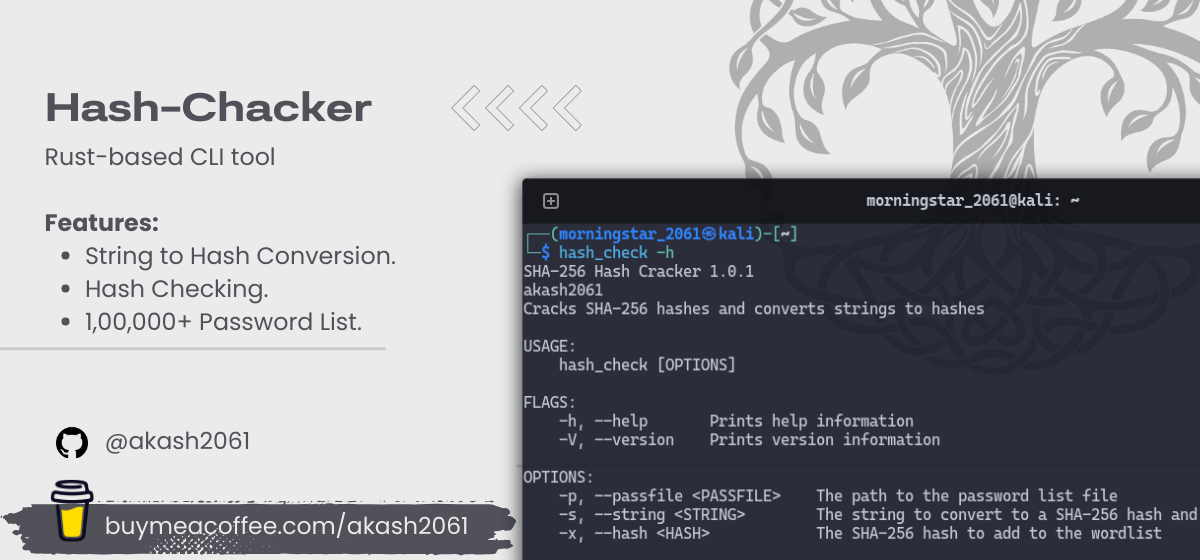 Hash-Chacker
Rust-based CLI tool
Features:
• String to Hash Conversion.
• Hash Checking.
• 1,00,000+ Password List.
@akash2061
buymeacoffee.com/akash2061
morningstar_2061@kali: ~
┌──(morningstar_2061㉿kali)-[~]
└─$ hash_check -h
SHA-256 Hash Cracker 1.0.1
akash2061
Cracks SHA-256 hashes and converts strings to hashes
USAGE:
hash_check [OPTIONS]
FLAGS:
-h, --help Prints help information
-V, --version Prints version information
OPTIONS:
-p, --passfile <PASSFILE> The path to the password list file
-s, --string <STRING> The string to convert to a SHA-256 hash and
-x, --hash <HASH> The SHA-256 hash to add to the wordlist